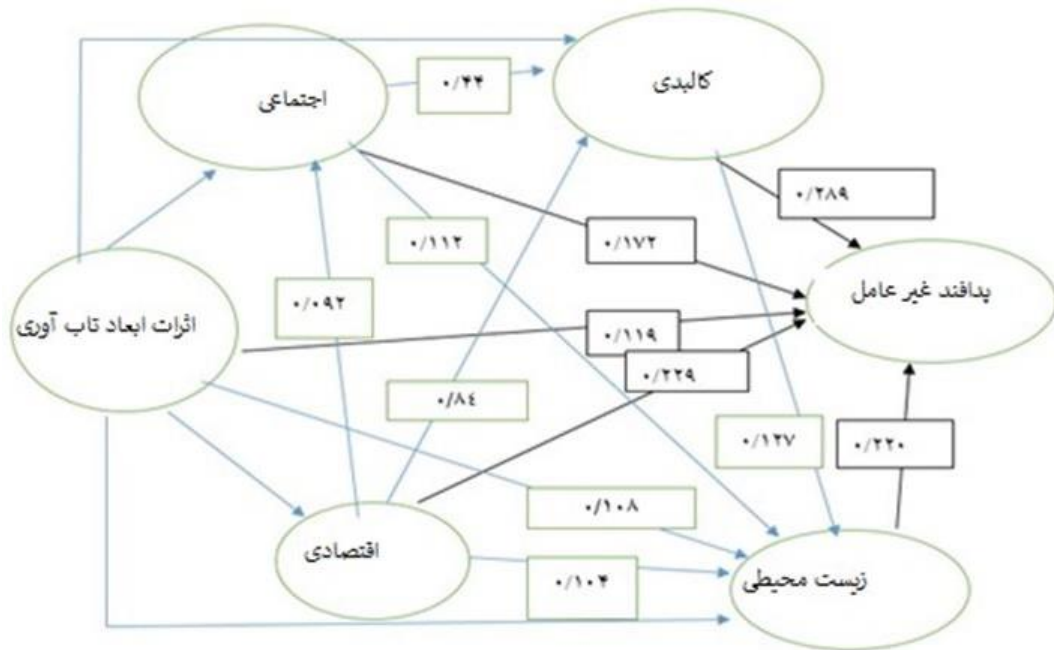 کالبدی
۰/۴۴
اجتماعی
۰/۲۸۹
۰/۱۷۲
۰/۱۱۲
پدافند غیر عامل
۰/۰۹۲
اثرات ابعاد تاب آوری
۰/۱۱۹
۰/۲۲۹
۰/۸٤
۰/۱۲۷
۰/۲۲۰
۰/۱۰۸
اقتصادی
زیست محیطی
۰/۱۰۴